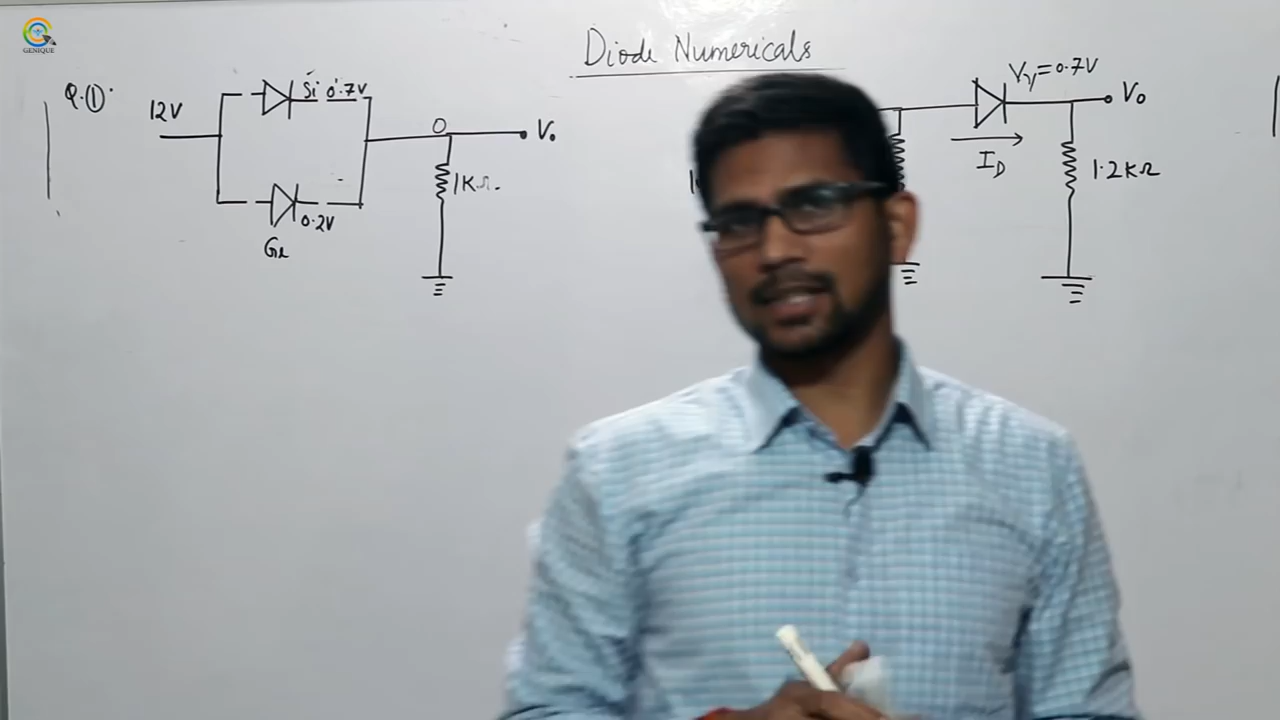 GENIQUE
Diode Numericals
Q.(1)
12V
Si 0.7V
0
V₀
1KΩ
0.2V
Ge
Vγ=0.7V
V₀
I_D
1.2KΩ